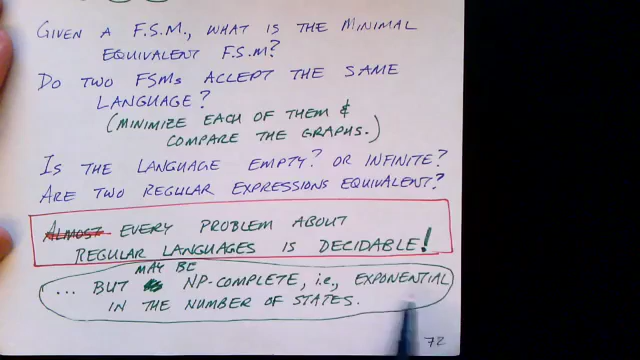 GIVEN A F.S.M., WHAT IS THE MINIMAL
EQUIVALENT F.S.M?
DO TWO FSMS ACCEPT THE SAME
LANGUAGE?
(MINIMIZE EACH OF THEM &
COMPARE THE GRAPHS.)
IS THE LANGUAGE EMPTY? OR INFINITE?
ARE TWO REGULAR EXPRESSIONS EQUIVALENT?
ALMOST EVERY PROBLEM ABOUT
REGULAR LANGUAGES IS DECIDABLE!
MAY BE
... BUT NP-COMPLETE, i.e., EXPONENTIAL
IN THE NUMBER OF STATES.
72